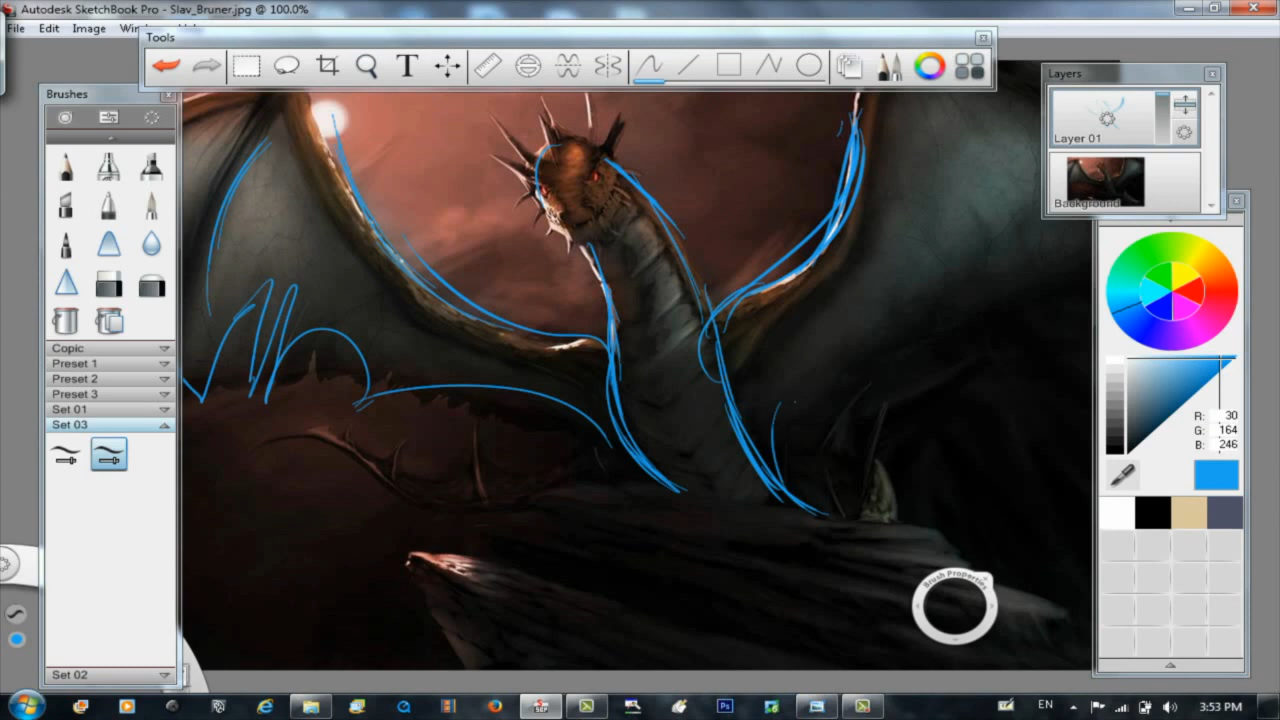 Autodesk SketchBook Pro - Slav_Bruner.jpg @ 100.0%
File Edit Image
Tools
Brushes
Layers
Layer 01
Background
T
Copic
Preset 1
Preset 2
Preset 3
Set 01
Set 03
Set 02
R: 30
G: 164
B: 246
Brush Properties
SBP
Ps
EN
3:53 PM